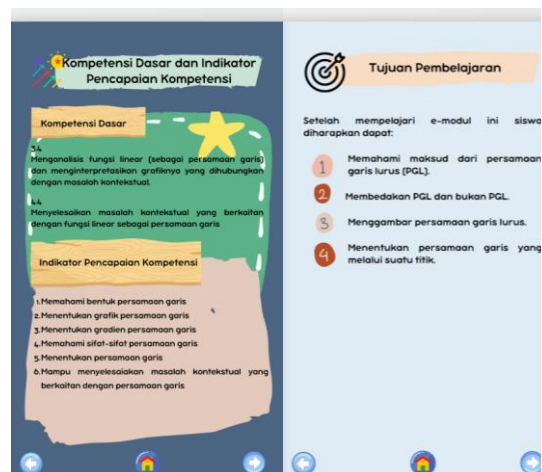 Kompetensi Dasar dan Indikator
Pencapaian Kompetensi
Kompetensi Dasar
3.4
Menganalisis fungsi linear (sebagai persamaan garis)
dan menginterpretasikan grafiknya yang dihubungkan
dengan masalah kontekstual.
4.4
Menyelesaikan masalah kontekstual yang berkaitan
dengan fungsi linear sebagai persamaan garis
Indikator Pencapaian Kompetensi
1. Memahami bentuk persamaan garis
2. Menentukan grafik persamaan garis
3. Menentukan gradien persamaan garis
4. Memahami sifat-sifat persamaan garis
5. Menentukan persamaan garis
6. Mampu menyelesaiakan masalah kontekstual yang
berkaitan dengan persamaan garis
Tujuan Pembelajaran
Setelah mempelajari e-modul ini siswa
diharapkan dapat:
1 Memahami maksud dari persamaan
garis lurus (PGL).
2 Membedakan PGL dan bukan PGL.
3 Menggambar persamaan garis lurus.
4 Menentukan persamaan garis yang
melalui suatu titik.